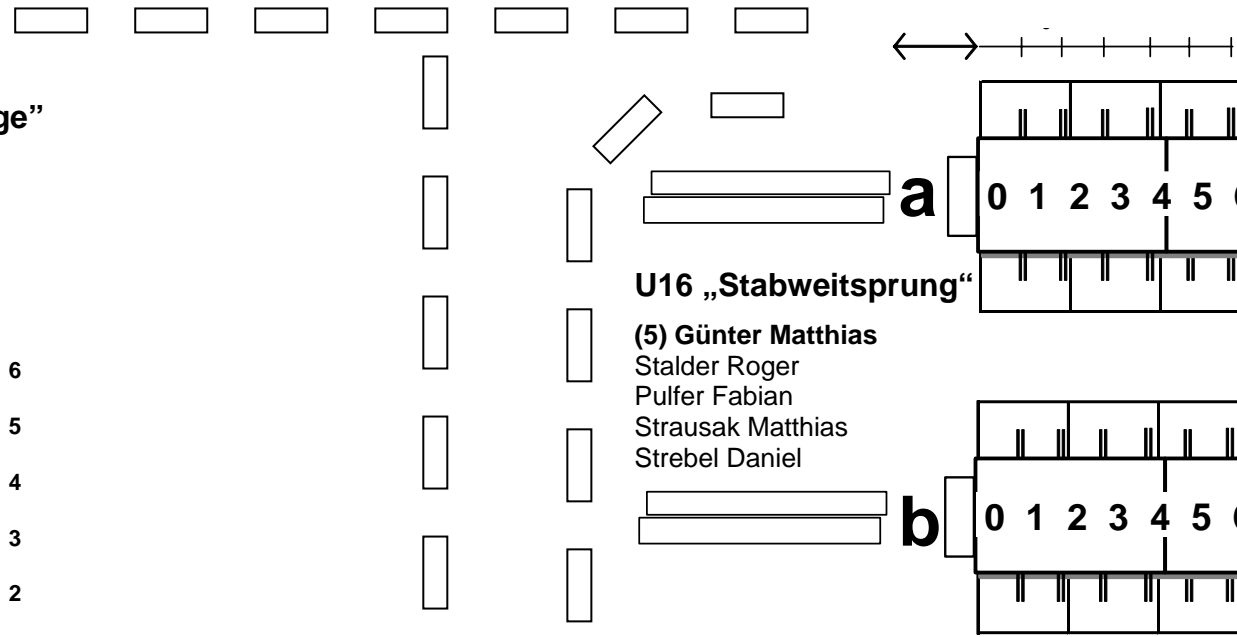 ge”
a
0 1 2 3 4 5
U16 „Stabweitsprung“
(5) Günter Matthias
Stalder Roger
Pulfer Fabian
Strausak Matthias
Strebel Daniel
6
5
4
3
2
b
0 1 2 3 4 5